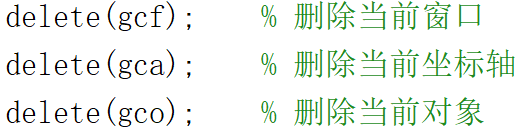 delete(gcf);    % 删除当前窗口
delete(gca);    % 删除当前坐标轴
delete(gco);    % 删除当前对象